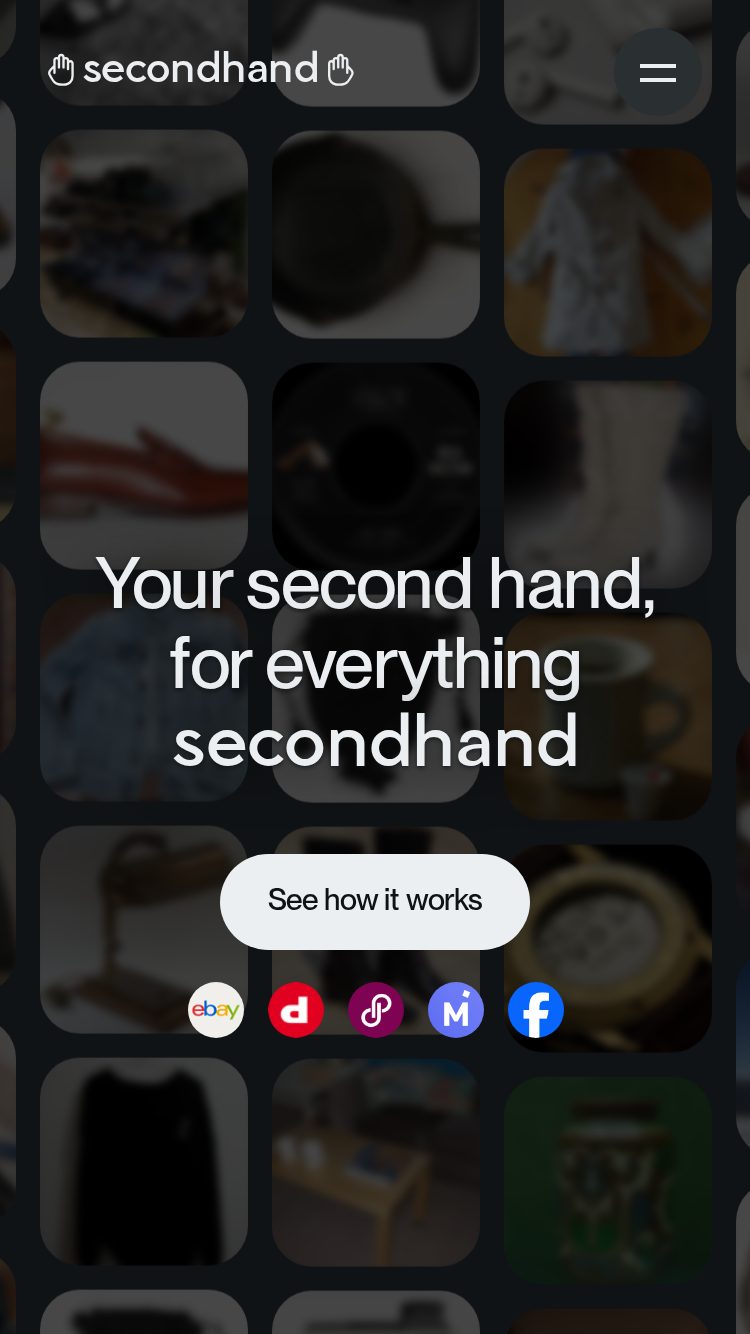 secondhand
Your second hand,
for everything
secondhand
See how it works
ebay